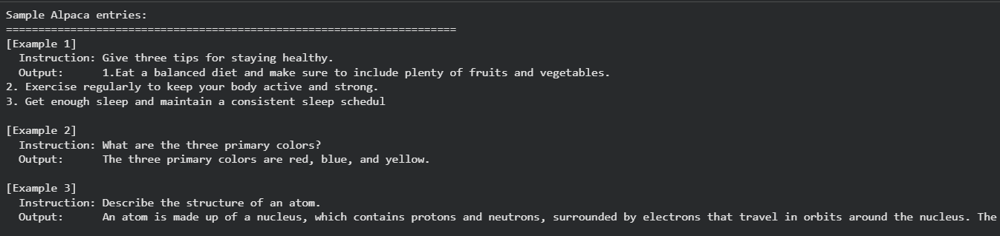 Sample Alpaca entries:
======================================================================
[Example 1]
  Instruction: Give three tips for staying healthy.
  Output:      1.Eat a balanced diet and make sure to include plenty of fruits and vegetables.
2. Exercise regularly to keep your body active and strong.
3. Get enough sleep and maintain a consistent sleep schedul

[Example 2]
  Instruction: What are the three primary colors?
  Output:      The three primary colors are red, blue, and yellow.

[Example 3]
  Instruction: Describe the structure of an atom.
  Output:      An atom is made up of a nucleus, which contains protons and neutrons, surrounded by electrons that travel in orbits around the nucleus. The